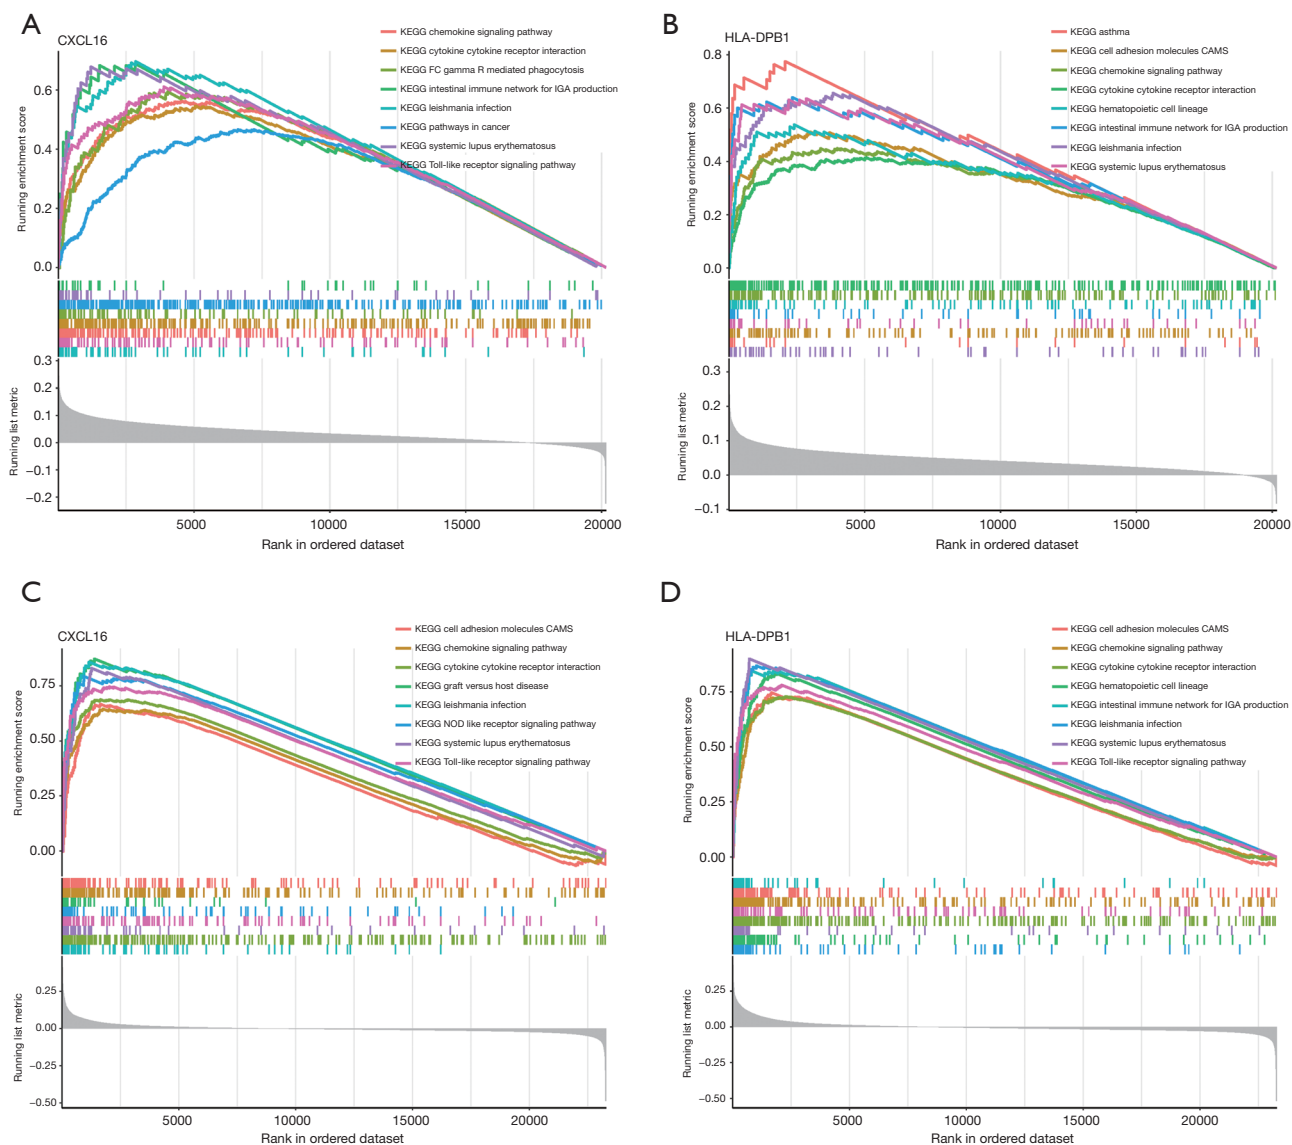 A
CXCL16
KEGG chemokine signaling pathway
KEGG cytokine cytokine receptor interaction
KEGG FC gamma R mediated phagocytosis
KEGG intestinal immune network for IGA production
KEGG leishmania infection
KEGG pathways in cancer
KEGG systemic lupus erythematosus
KEGG Toll-like receptor signaling pathway
Running enrichment score
0.6
0.4
0.2
0.0
Running list metric
0.3
0.2
0.1
0.0
−0.1
−0.2
5000 10000 15000 20000
Rank in ordered dataset
B
HLA-DPB1
KEGG asthma
KEGG cell adhesion molecules CAMS
KEGG chemokine signaling pathway
KEGG cytokine cytokine receptor interaction
KEGG hematopoietic cell lineage
KEGG intestinal immune network for IGA production
KEGG leishmania infection
KEGG systemic lupus erythematosus
Running enrichment score
0.8
0.6
0.4
0.2
0.0
Running list metric
0.3
0.2
0.1
0.0
−0.1
5000 10000 15000 20000
Rank in ordered dataset
C
CXCL16
KEGG cell adhesion molecules CAMS
KEGG chemokine signaling pathway
KEGG cytokine cytokine receptor interaction
KEGG graft versus host disease
KEGG leishmania infection
KEGG NOD like receptor signaling pathway
KEGG systemic lupus erythematosus
KEGG Toll-like receptor signaling pathway
Running enrichment score
0.75
0.50
0.25
0.00
Running list metric
0.25
0.00
−0.25
−0.50
5000 10000 15000 20000
Rank in ordered dataset
D
HLA-DPB1
KEGG cell adhesion molecules CAMS
KEGG chemokine signaling pathway
KEGG cytokine cytokine receptor interaction
KEGG hematopoietic cell lineage
KEGG intestinal immune network for IGA production
KEGG leishmania infection
KEGG systemic lupus erythematosus
KEGG Toll-like receptor signaling pathway
Running enrichment score
0.75
0.50
0.25
0.00
Running list metric
0.25
0.00
−0.25
−0.50
5000 10000 15000 20000
Rank in ordered dataset